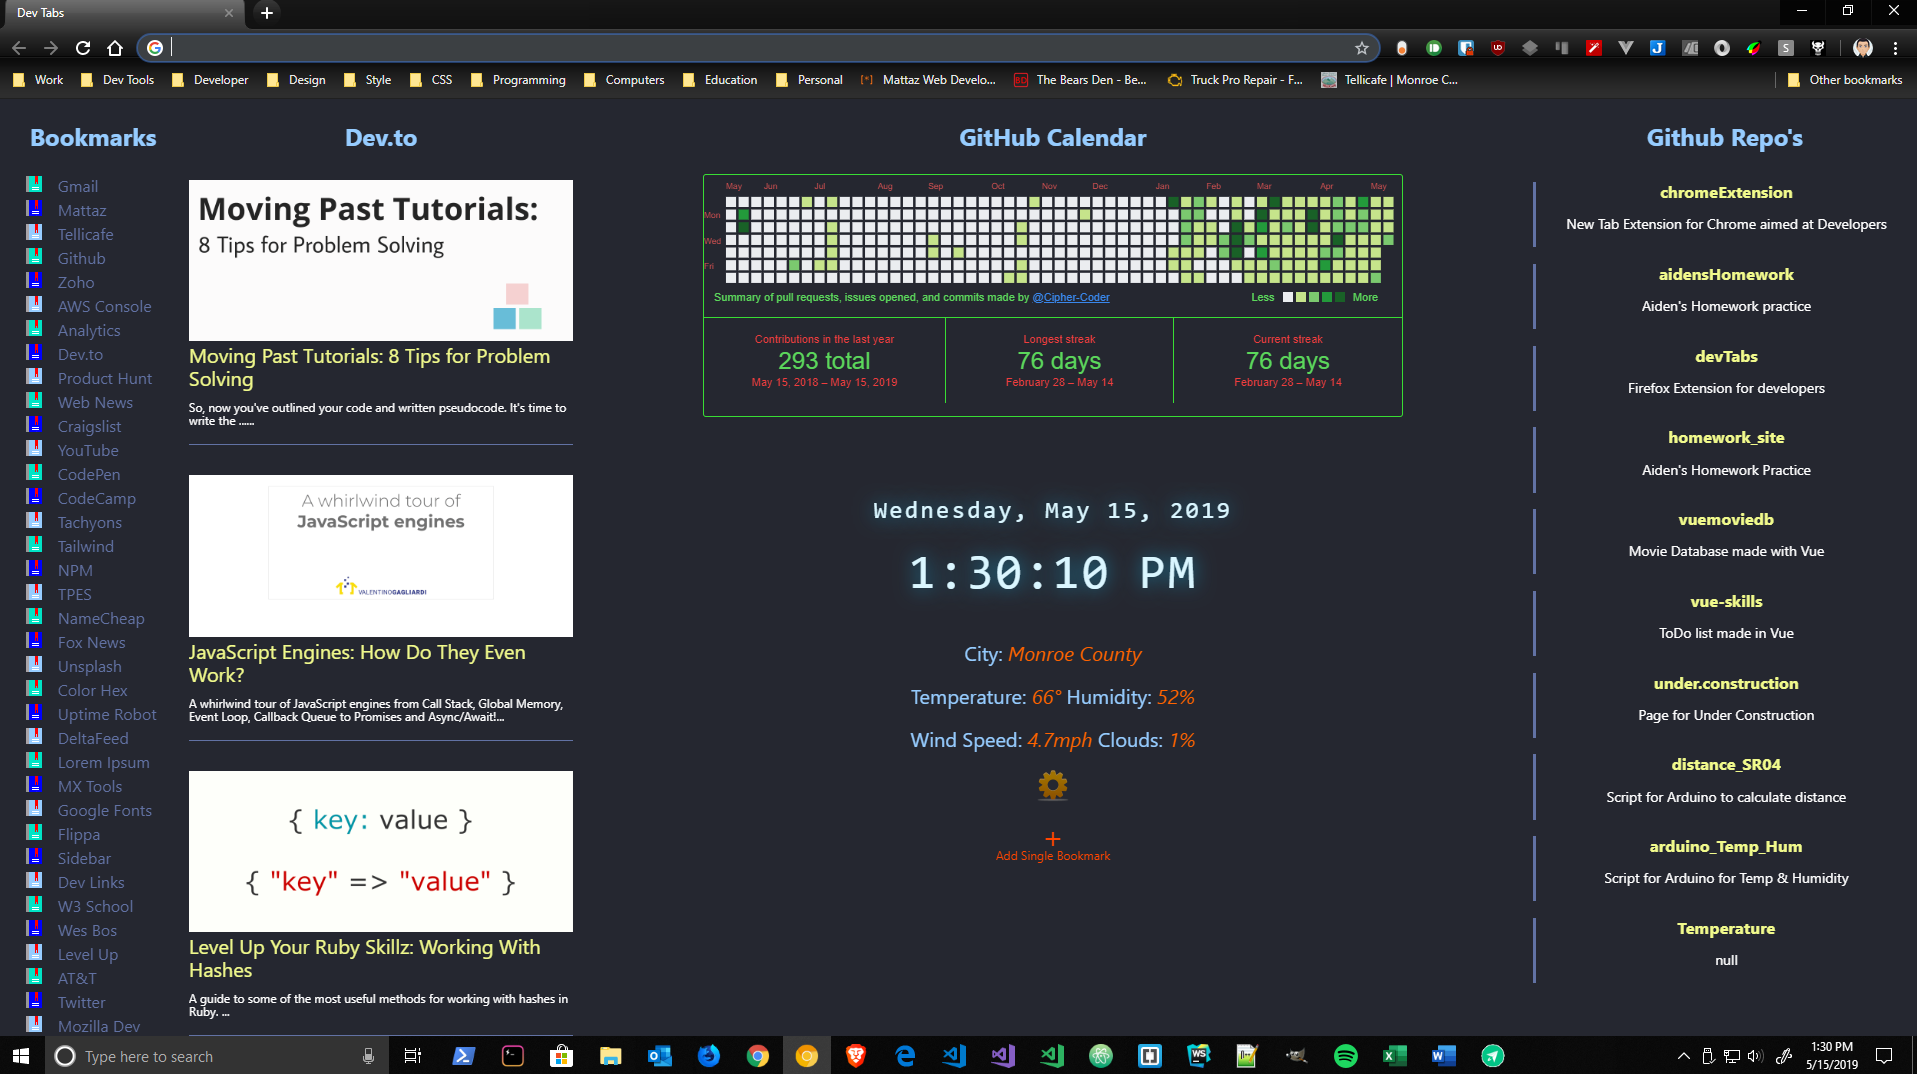 Dev Tabs
Work
Dev Tools
Developer
Design
Style
CSS
Programming
Computers
Education
Personal
Mattaz Web Develo...
The Bears Den - Be...
Truck Pro Repair - F...
Tellicafe | Monroe C...
Other bookmarks
Bookmarks
Gmail
Mattaz
Tellicafe
Github
Zoho
AWS Console
Analytics
Dev.to
Product Hunt
Web News
Craigslist
YouTube
CodePen
CodeCamp
Tachyons
Tailwind
NPM
TPES
NameCheap
Fox News
Unsplash
Color Hex
Uptime Robot
DeltaFeed
Lorem Ipsum
MX Tools
Google Fonts
Flippa
Sidebar
Dev Links
W3 School
Wes Bos
Level Up
AT&T
Twitter
Mozilla Dev
Dev.to
Moving Past Tutorials:
8 Tips for Problem Solving
Moving Past Tutorials: 8 Tips for Problem
Solving
So, now you've outlined your code and written pseudocode. It's time to
write the ......
A whirlwind tour of
JavaScript engines
VALENTINOGAGLIARDI
JavaScript Engines: How Do They Even
Work?
A whirlwind tour of JavaScript engines from Call Stack, Global Memory,
Event Loop, Callback Queue to Promises and Async/Await!...
{ key: value }
{ "key" => "value" }
Level Up Your Ruby Skillz: Working With
Hashes
A guide to some of the most useful methods for working with hashes in
Ruby. ...
GitHub Calendar
May Jun Jul Aug Sep Oct Nov Dec Jan Feb Mar Apr May
Mon
Wed
Fri
Summary of pull requests, issues opened, and commits made by @Cipher-Coder
Less More
Contributions in the last year
293 total
May 15, 2018 – May 15, 2019
Longest streak
76 days
February 28 – May 14
Current streak
76 days
February 28 – May 14
Wednesday, May 15, 2019
1:30:10 PM
City: Monroe County
Temperature: 66° Humidity: 52%
Wind Speed: 4.7mph Clouds: 1%
+
Add Single Bookmark
Github Repo's
chromeExtension
New Tab Extension for Chrome aimed at Developers
aidensHomework
Aiden's Homework practice
devTabs
Firefox Extension for developers
homework_site
Aiden's Homework Practice
vuemoviedb
Movie Database made with Vue
vue-skills
ToDo list made in Vue
under.construction
Page for Under Construction
distance_SR04
Script for Arduino to calculate distance
arduino_Temp_Hum
Script for Arduino for Temp & Humidity
Temperature
null
Type here to search
1:30 PM
5/15/2019